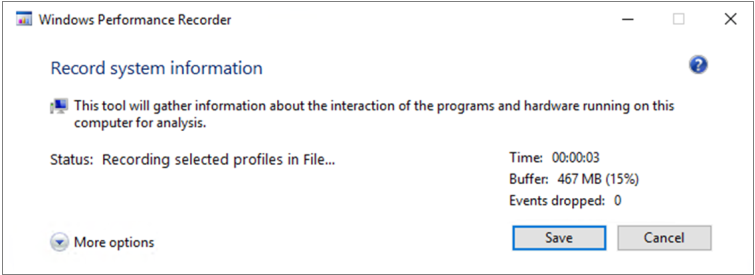 Windows Performance Recorder
Record system information
This tool will gather information about the interaction of the programs and hardware running on this
computer for analysis.
Status: Recording selected profiles in File...
Time: 00:00:03
Buffer: 467 MB (15%)
Events dropped: 0
More options
Save
Cancel